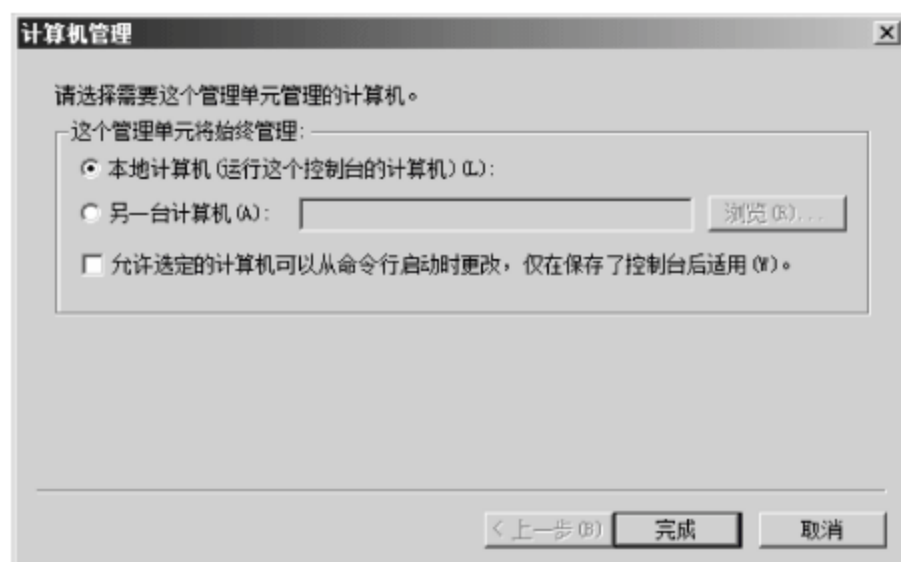 计算机管理
请选择需要这个管理单元管理的计算机。
这个管理单元将始终管理:
本地计算机(运行这个控制台的计算机)(L):
另一台计算机(A):
浏览(R)...
允许选定的计算机可以从命令行启动时更改，仅在保存了控制台后适用(W)。
<上一步(B)
完成
取消